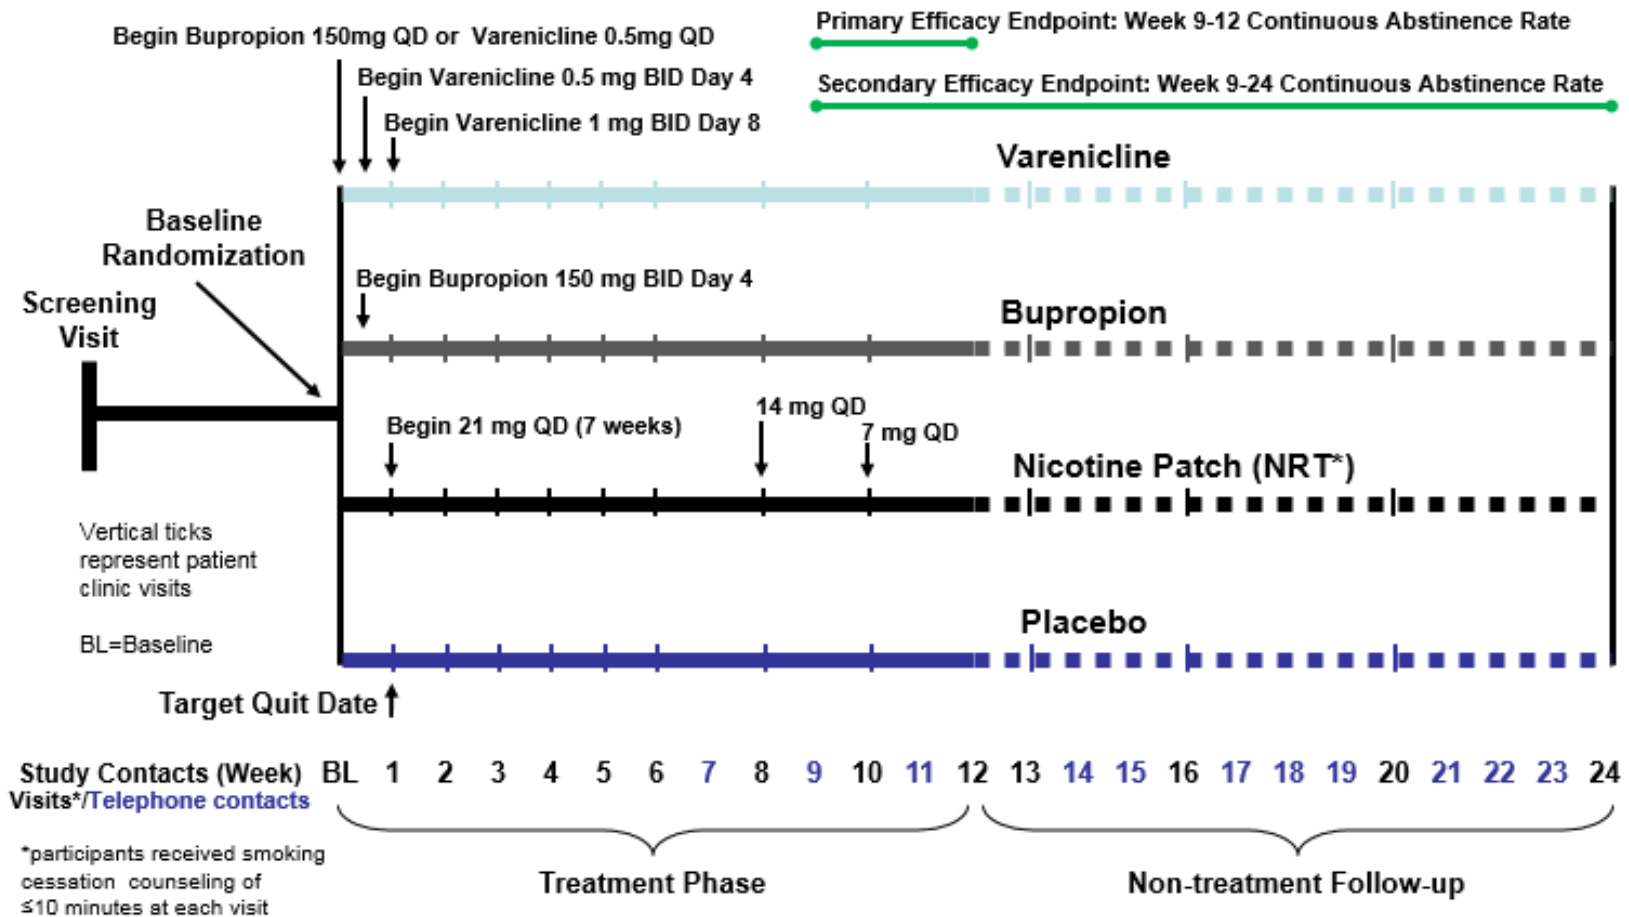 Primary Efficacy Endpoint: Week 9-12 Continuous Abstinence Rate
Begin Bupropion 150mg QD or Varenicline 0.5mg QD
Begin Varenicline 0.5 mg BID Day 4
Secondary Efficacy Endpoint: Week 9-24 Continuous Abstinence Rate
Begin Varenicline 1 mg BID Day 8
Varenicline
Baseline
Randomization
Begin Bupropion 150 mg BID Day 4
Screening
Visit
Bupropion
14 mg QD
Begin 21 mg QD (7 weeks)
7 mg QD
Nicotine Patch (NRT*)
Vertical ticks
represent patient
clinic visits
Placebo
BL=Baseline
Target Quit Date
Study Contacts (Week) BL 1 2 3 4 5 6 7 8 9 10 11 12 13 14 15 16 17 18 19 20 21 22 23 24
Visits*/Telephone contacts
*participants received smoking
cessation counseling of
≤10 minutes at each visit
Treatment Phase
Non-treatment Follow-up